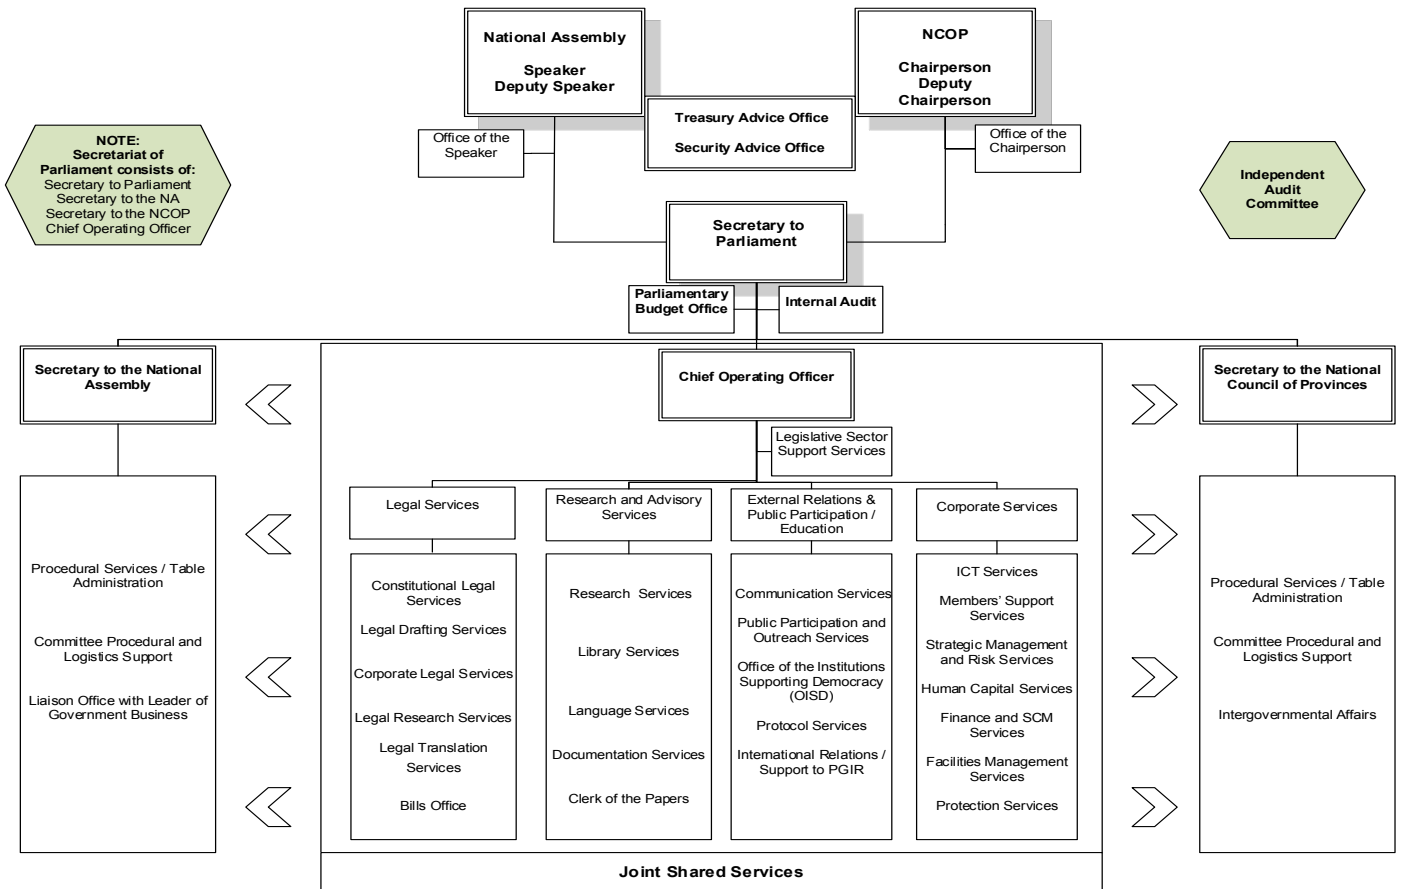 National Assembly
Speaker
Deputy Speaker
NCOP
Chairperson
Deputy
Chairperson
Treasury Advice Office
Security Advice Office
Office of the
Speaker
Office of the
Chairperson
NOTE:
Secretariat of
Parliament consists of:
Secretary to Parliament
Secretary to the NA
Secretary to the NCOP
Chief Operating Officer
Independent
Audit
Committee
Secretary to
Parliament
Parliamentary
Budget Office
Internal Audit
Secretary to the National
Assembly
Chief Operating Officer
Secretary to the National
Council of Provinces
Legislative Sector
Support Services
Legal Services
Research and Advisory
Services
External Relations &
Public Participation /
Education
Corporate Services
Procedural Services / Table
Administration
Committee Procedural and
Logistics Support
Liaison Office with Leader of
Government Business
Constitutional Legal
Services
Legal Drafting Services
Corporate Legal Services
Legal Research Services
Legal Translation
Services
Bills Office
Research Services
Library Services
Language Services
Documentation Services
Clerk of the Papers
Communication Services
Public Participation and
Outreach Services
Office of the Institutions
Supporting Democracy
(OISD)
Protocol Services
International Relations /
Support to PGIR
ICT Services
Members' Support
Services
Strategic Management
and Risk Services
Human Capital Services
Finance and SCM
Services
Facilities Management
Services
Protection Services
Procedural Services / Table
Administration
Committee Procedural and
Logistics Support
Intergovernmental Affairs
Joint Shared Services